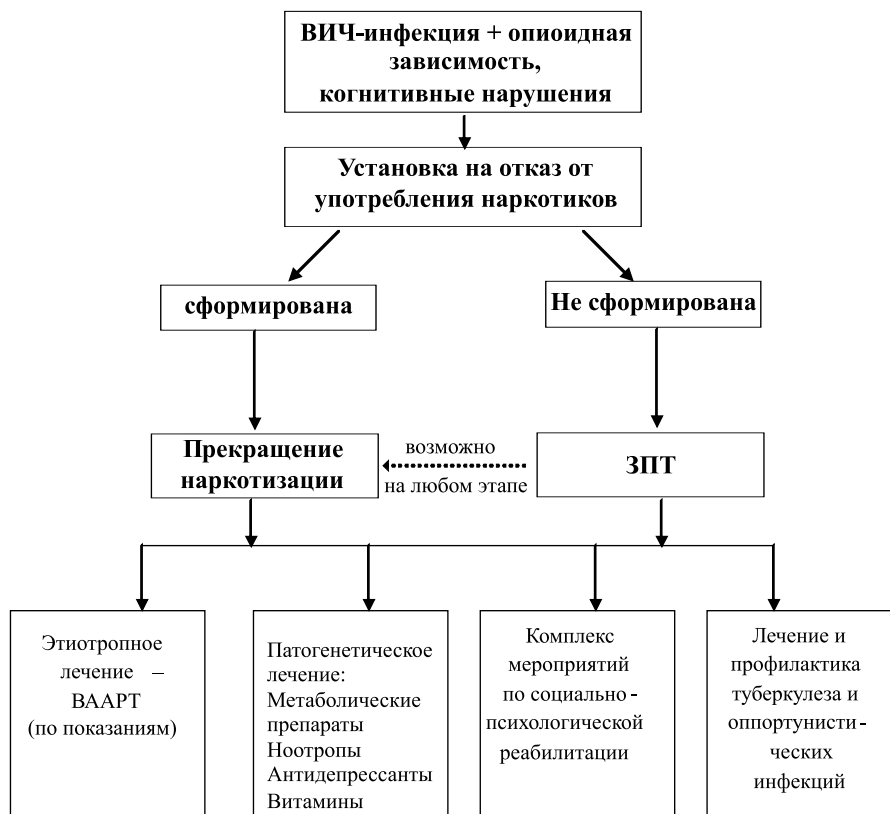 ВИЧ-инфекция + опиоидная
зависимость,
когнитивные нарушения
Установка на отказ от
употребления наркотиков
сформирована
Не сформирована
Прекращение
наркотизации
возможно
на любом этапе
ЗПТ
Этиотропное
лечение –
ВААРТ
(по показаниям)
Патогенетическое
лечение:
Метаболические
препараты
Ноотропы
Антидепрессанты
Витамины
Комплекс
мероприятий
по социально-
психологической
реабилитации
Лечение и
профилактика
туберкулеза и
оппортунисти-
ческих
инфекций